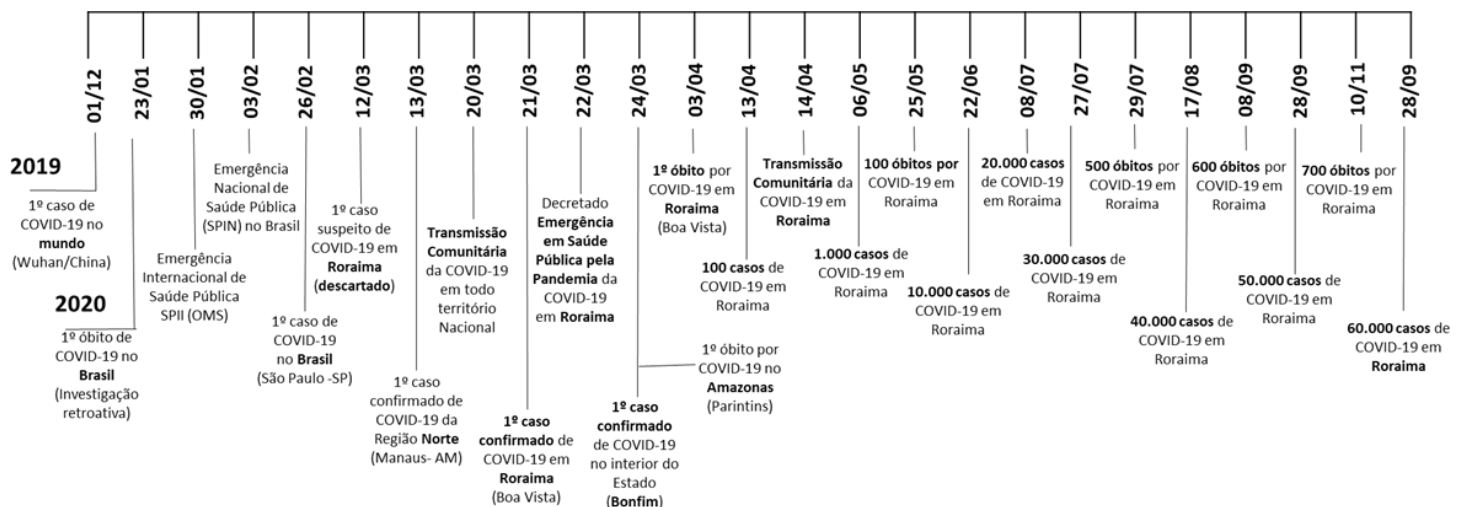 01/12
23/01
30/01
03/02
26/02
12/03
13/03
20/03
21/03
22/03
24/03
03/04
13/04
14/04
06/05
25/05
22/06
08/07
27/07
29/07
17/08
08/09
28/09
10/11
28/09
2019
1º caso de
COVID-19 no
mundo
(Wuhan/China)
2020
1º óbito de
COVID-19 no
Brasil
(Investigação
retroativa)
Emergência
Internacional de
Saúde Pública
SPII (OMS)
Emergência
Nacional de
Saúde Pública
(SPIN) no Brasil
1º caso de
COVID-19
no Brasil
(São Paulo -SP)
1º caso
suspeito de
COVID-19 em
Roraima
(descartado)
1º caso
confirmado de
COVID-19 da
Região Norte
(Manaus- AM)
Transmissão
Comunitária
da COVID-19
em todo
território
Nacional
1º caso
confirmado de
COVID-19 em
Roraima
(Boa Vista)
Decretado
Emergência
em Saúde
Pública pela
Pandemia da
COVID-19
em Roraima
1º caso
confirmado
de COVID-19
no interior do
Estado
(Bonfim)
1º óbito por
COVID-19 no
Amazonas
(Parintins)
1º óbito por
COVID-19 em
Roraima
(Boa Vista)
100 casos de
COVID-19 em
Roraima
Transmissão
Comunitária da
COVID-19 em
Roraima
1.000 casos de
COVID-19 em
Roraima
100 óbitos por
COVID-19 em
Roraima
10.000 casos de
COVID-19 em
Roraima
20.000 casos
de COVID-19
em Roraima
30.000 casos de
COVID-19 em
Roraima
500 óbitos por
COVID-19 em
Roraima
40.000 casos de
COVID-19 em
Roraima
600 óbitos por
COVID-19 em
Roraima
50.000 casos de
COVID-19 em
Roraima
700 óbitos por
COVID-19 em
Roraima
60.000 casos de
COVID-19 em
Roraima